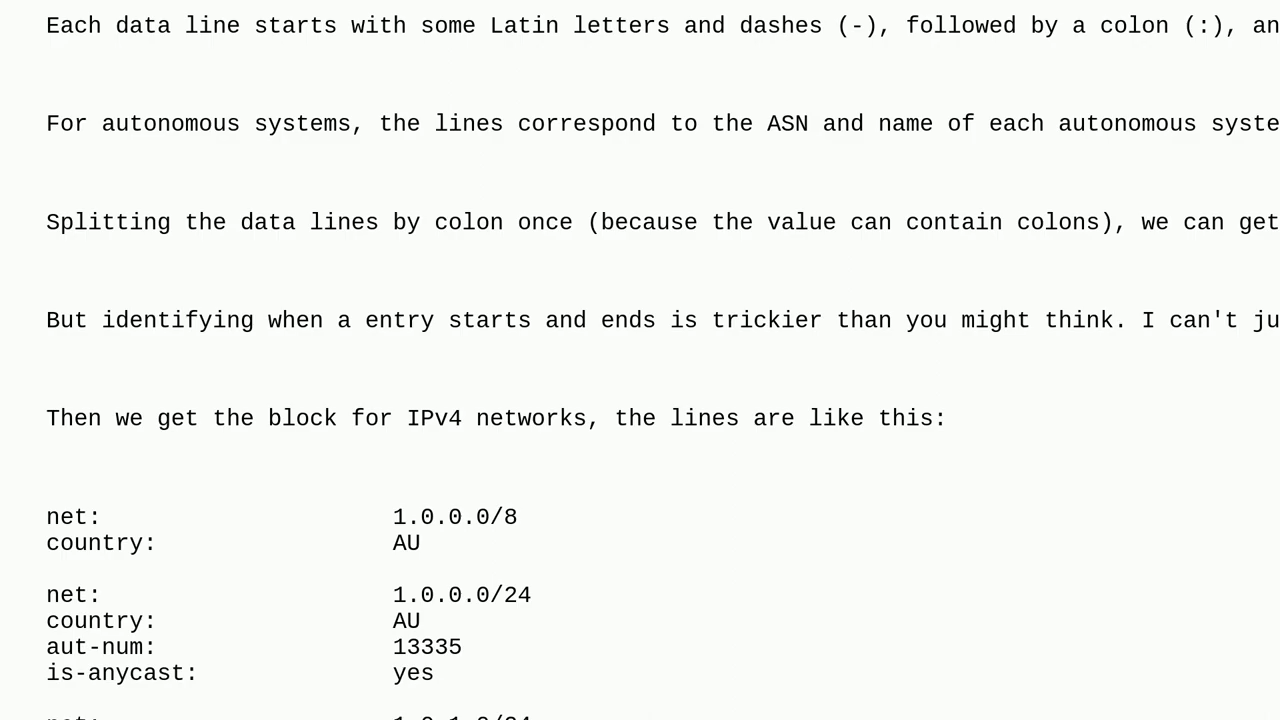 Each data line starts with some Latin letters and dashes (-), followed by a colon (:), an
For autonomous systems, the lines correspond to the ASN and name of each autonomous syste
Splitting the data lines by colon once (because the value can contain colons), we can get
But identifying when a entry starts and ends is trickier than you might think. I can't ju
Then we get the block for IPv4 networks, the lines are like this:
net: 1.0.0.0/8
country: AU
net: 1.0.0.0/24
country: AU
aut-num: 13335
is-anycast: yes